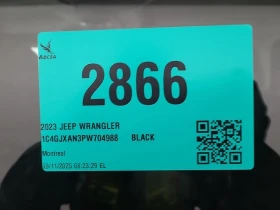 2866
2023 JEEP WRANGLER
1C4GJXAN3PW704988 BLACK
Montreal